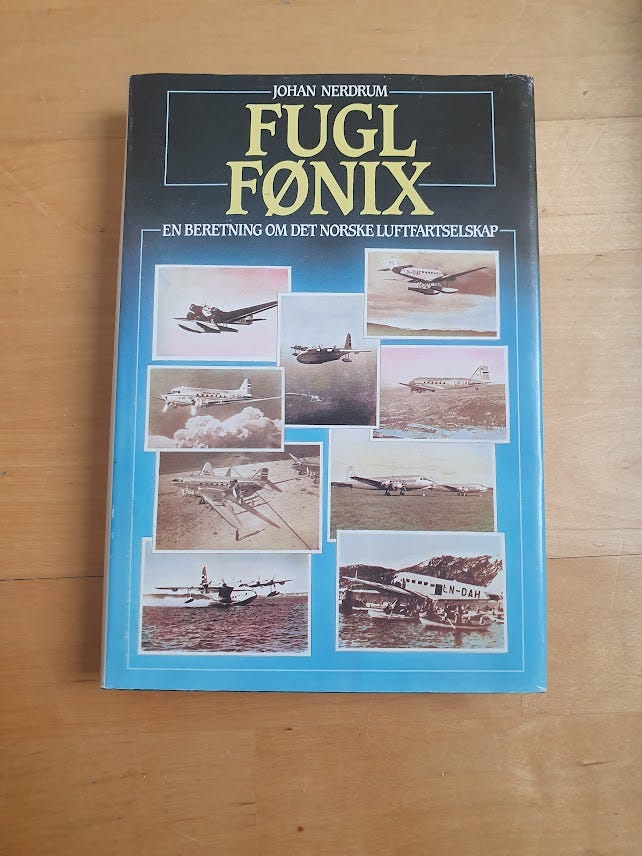 JOHAN NERDRUM
FUGL
FØNIX
EN BERETNING OM DET NORSKE LUFTFARTSELSKAP
LN-DAH